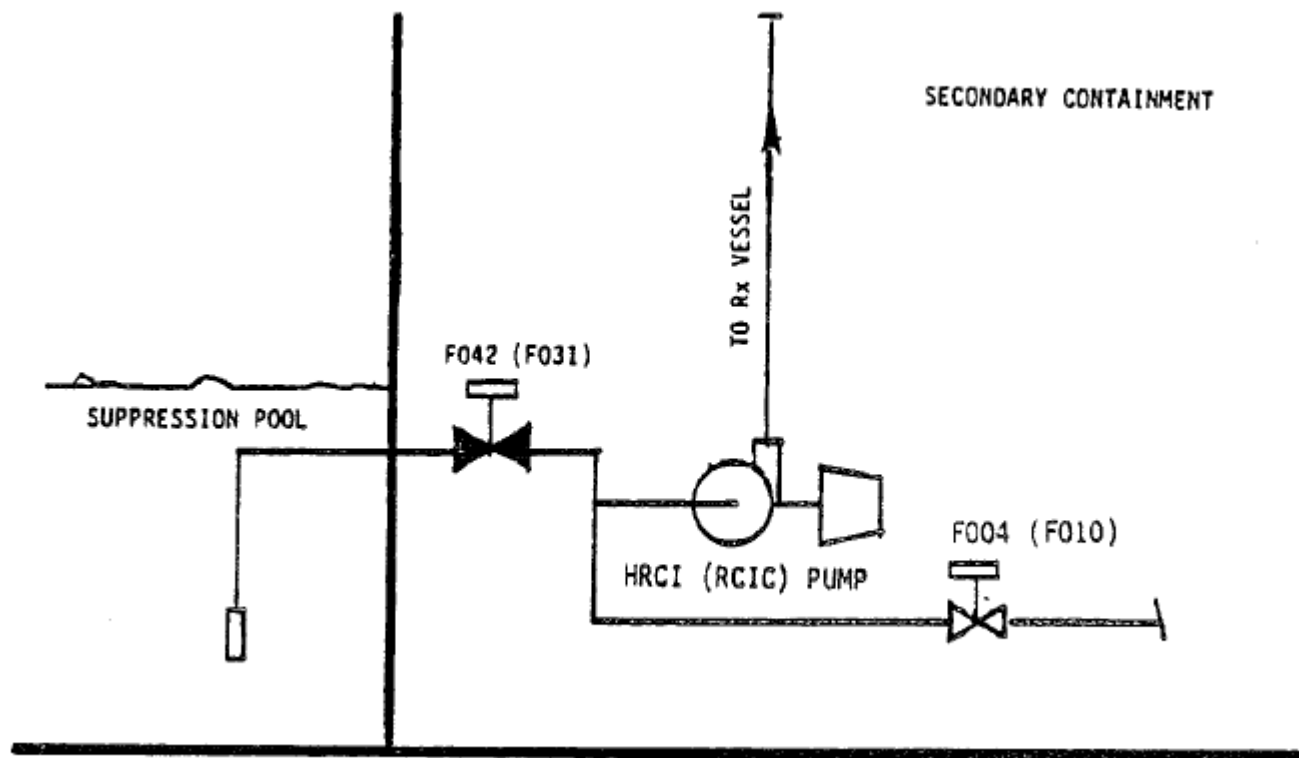 SECONDARY CONTAINMENT
TO Rx VESSEL
F042 (F031)
SUPPRESSION POOL
F004 (F010)
HRCI (RCIC) PUMP